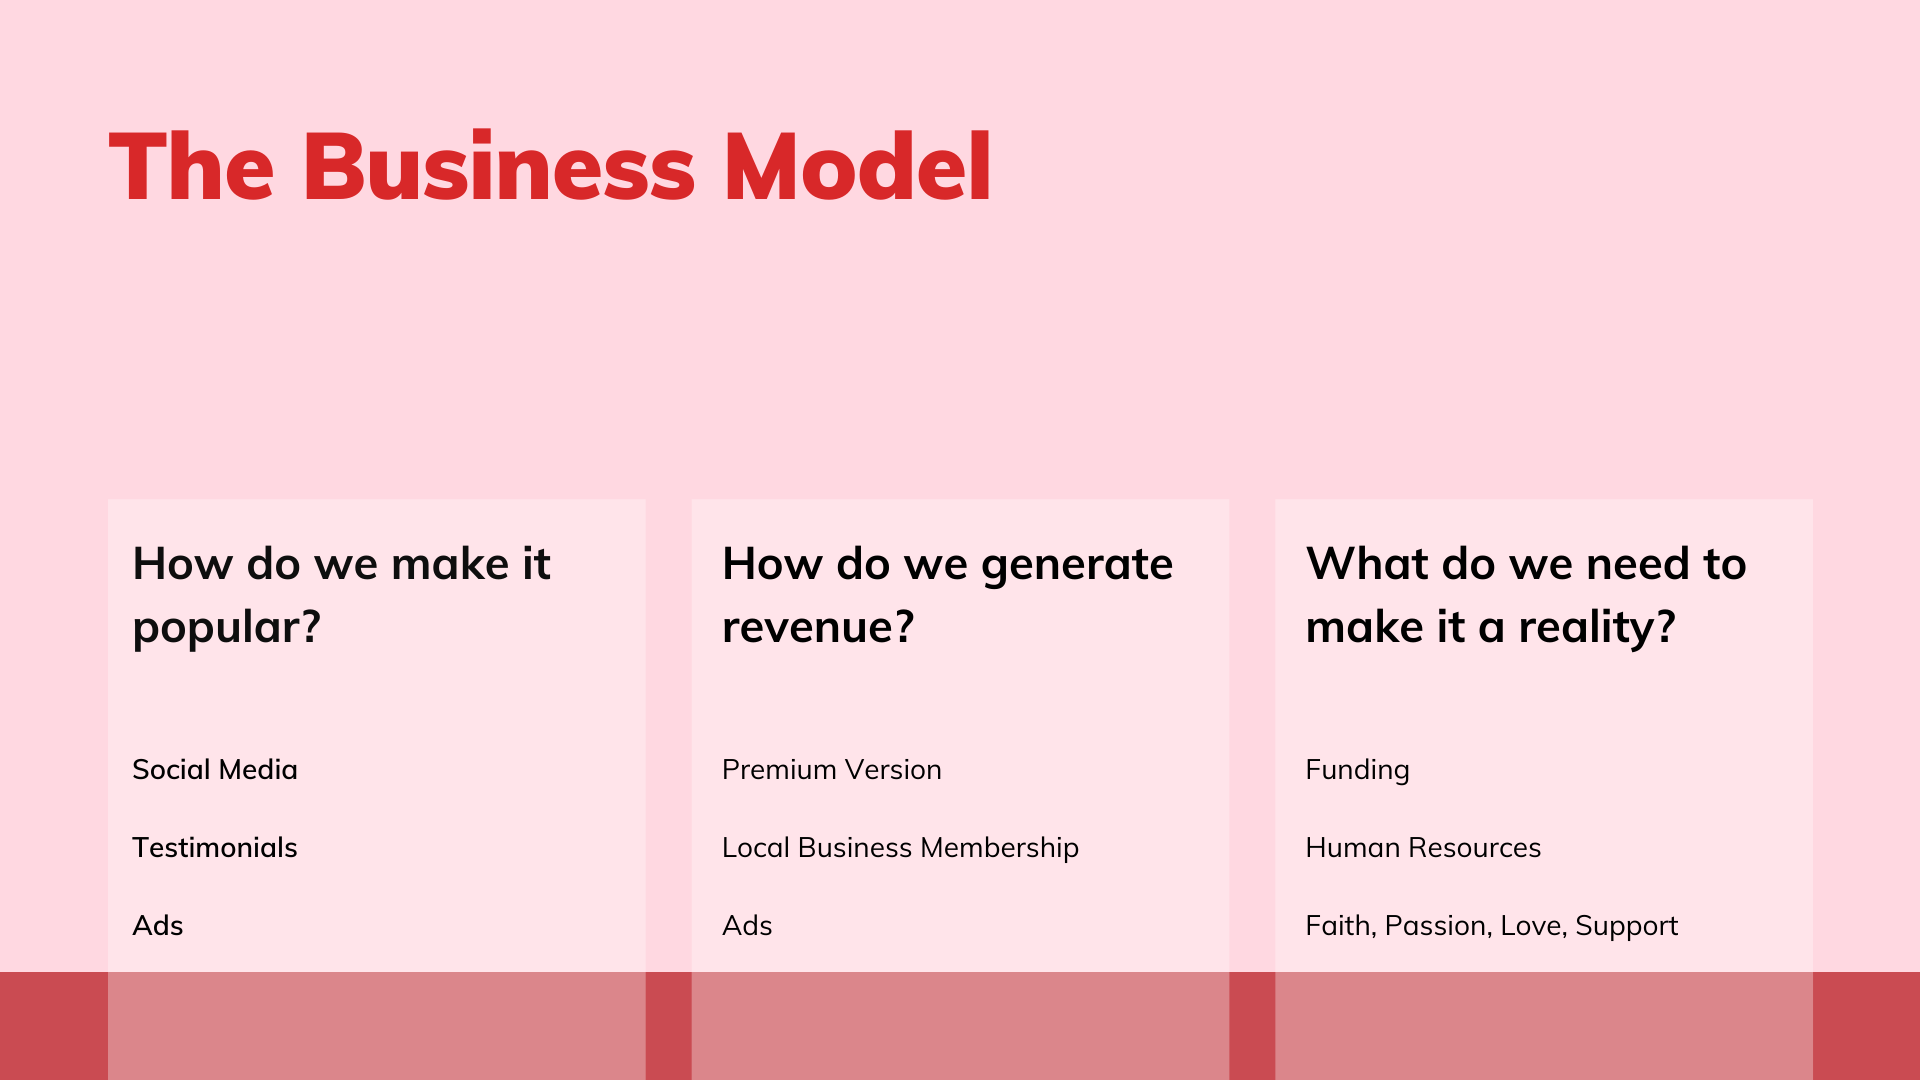 The Business Model
How do we make it
popular?
Social Media
Testimonials
Ads
How do we generate
revenue?
Premium Version
Local Business Membership
Ads
What do we need to
make it a reality?
Funding
Human Resources
Faith, Passion, Love, Support